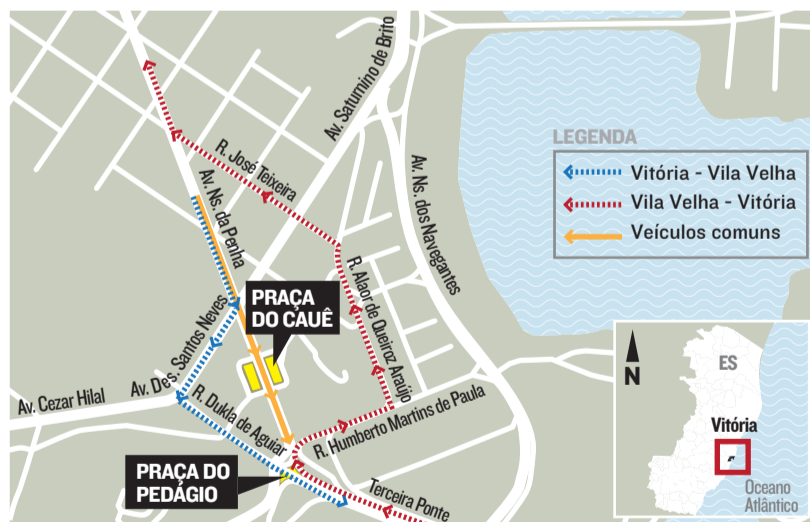 Av. Saturnino de Brito
R. José Teixeira
Av. Ns. da Penha
Av. Ns. dos Navegantes
LEGENDA
Vitória - Vila Velha
Vila Velha - Vitória
Veículos comuns
PRAÇA
DO CAUÊ
R. Alaor de Queiroz Araújo
Av. Des. Santos Neves
Av. Cezar Hilal
R. Dukla de Aguiar
R. Humberto Martins de Paula
PRAÇA DO
PEDÁGIO
Terceira Ponte
N
ES
Vitória
Oceano
Atlântico